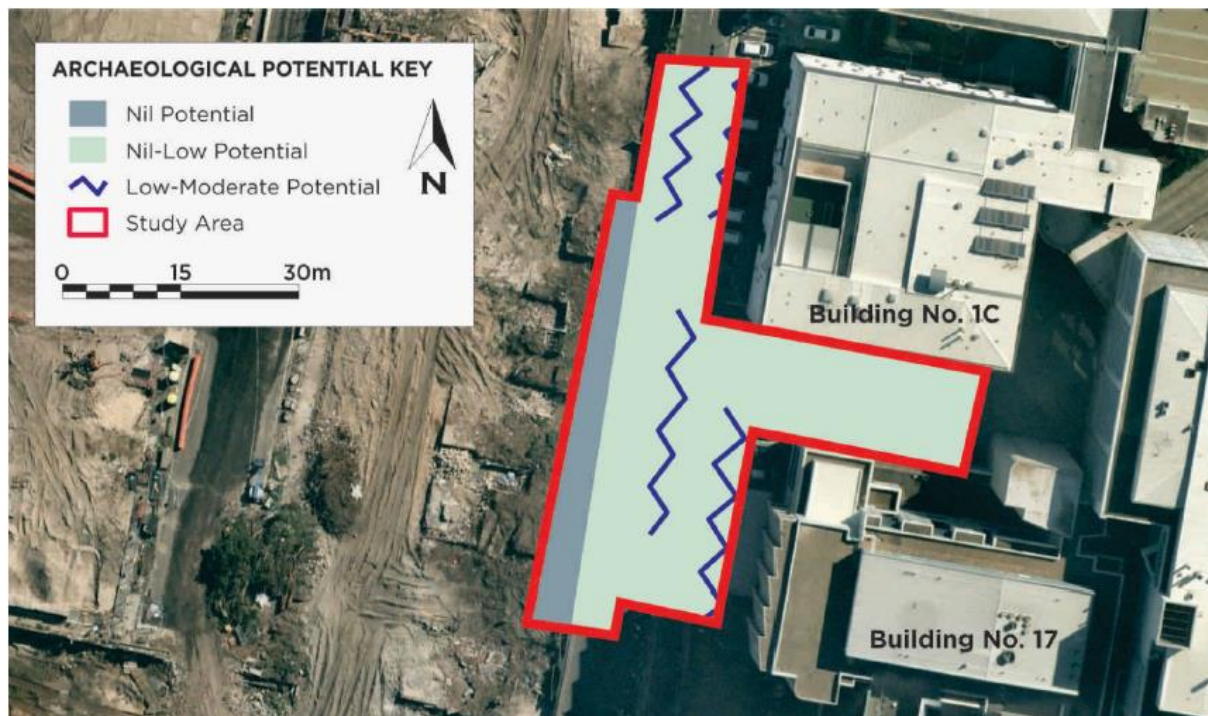 ARCHAEOLOGICAL POTENTIAL KEY
Nil Potential
Nil-Low Potential
Low-Moderate Potential
Study Area
N
0 15 30m
Building No. 1C
Building No. 17